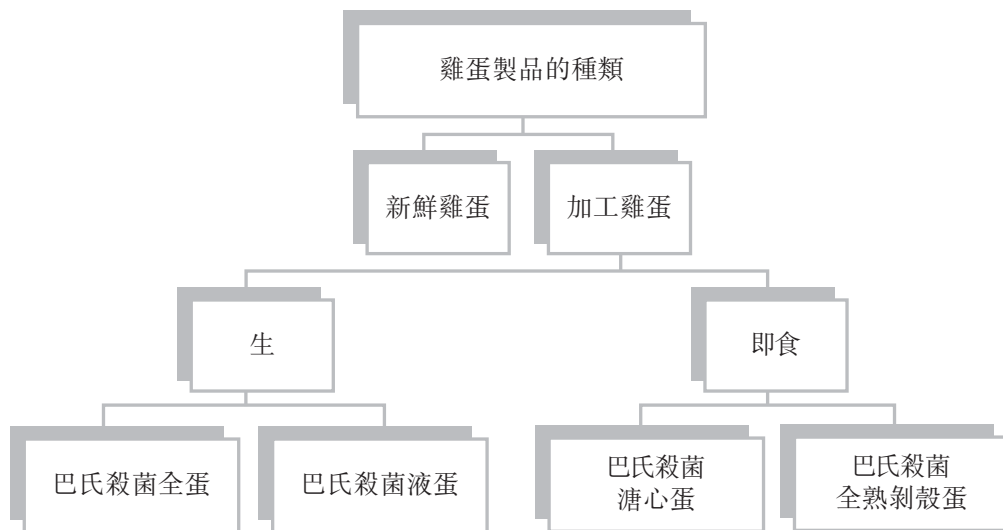 雞蛋製品的種類
新鮮雞蛋
加工雞蛋
生
即食
巴氏殺菌全蛋
巴氏殺菌液蛋
巴氏殺菌
溏心蛋
巴氏殺菌
全熟剝殼蛋